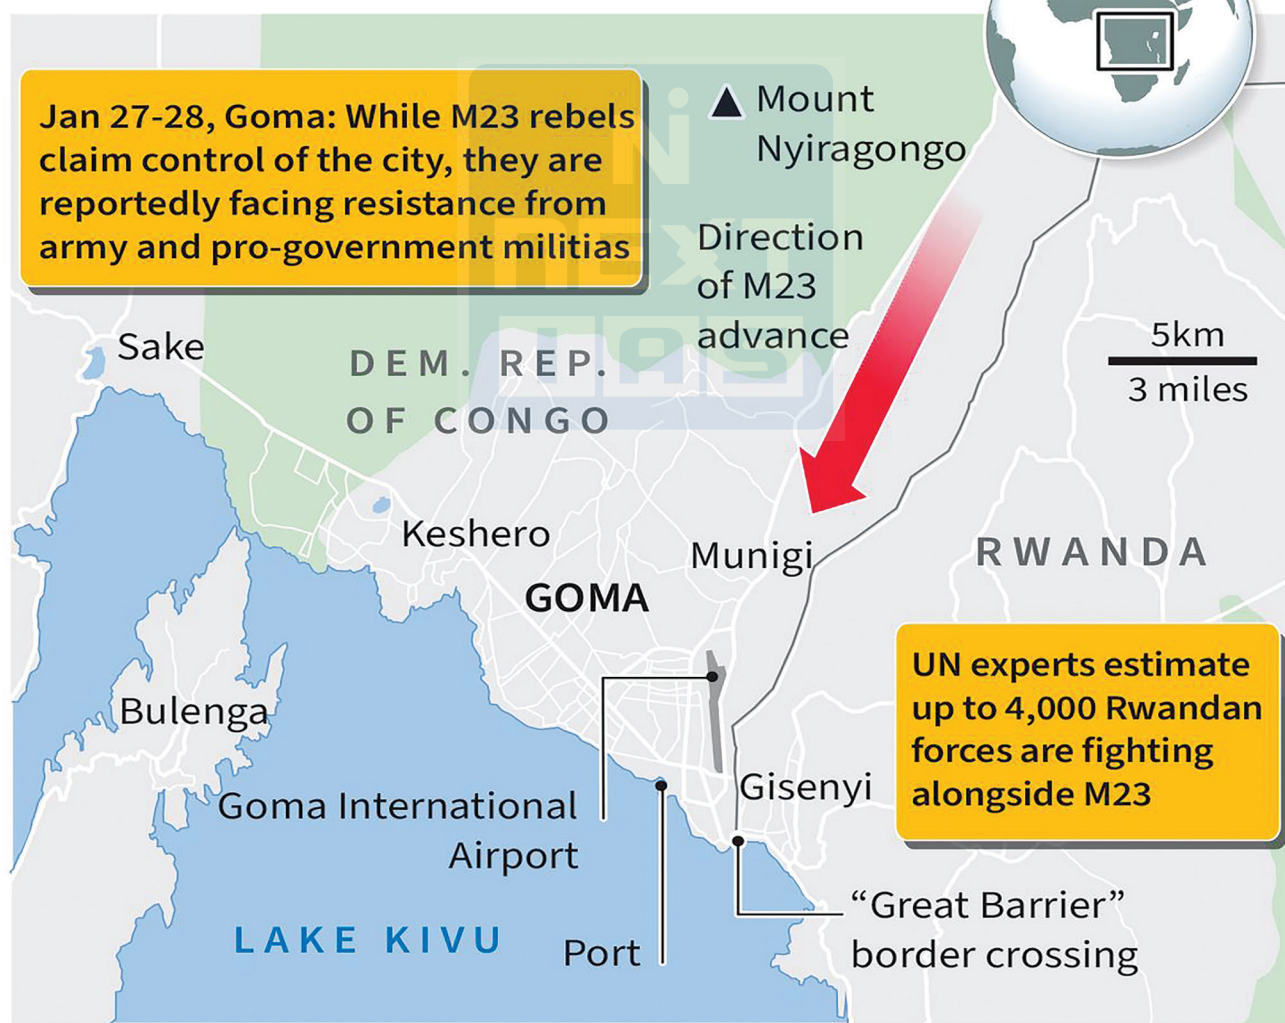 Jan 27-28, Goma: While M23 rebels
claim control of the city, they are
reportedly facing resistance from
army and pro-government militias
Mount
Nyiragongo
Direction
of M23
advance
Ni
NEXT
IAS
Sake
DEM. REP.
OF CONGO
5km
3 miles
Keshero
Munigi
RWANDA
GOMA
UN experts estimate
up to 4,000 Rwandan
forces are fighting
alongside M23
Bulenga
Gisenyi
Goma International
Airport
“Great Barrier”
border crossing
LAKE KIVU
Port